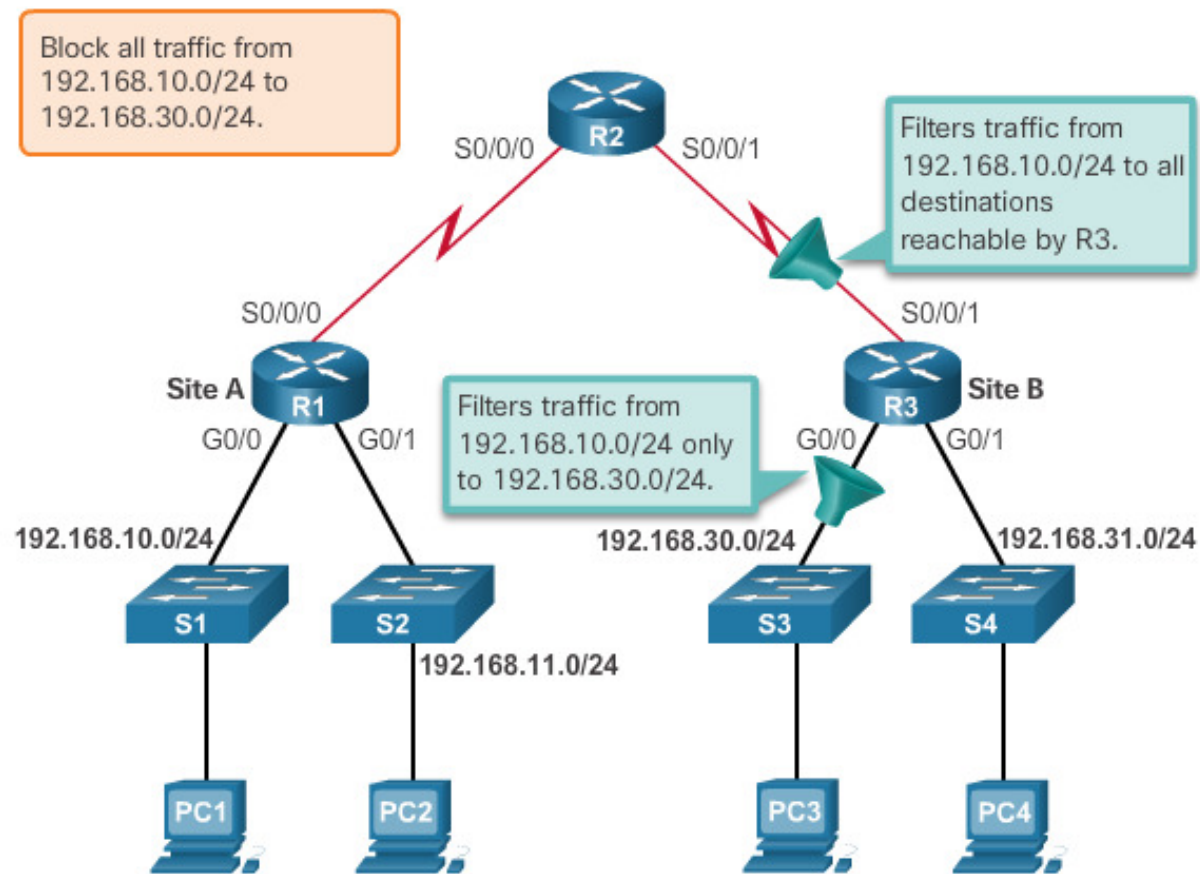 Block all traffic from
192.168.10.0/24 to
192.168.30.0/24.
R2
S0/0/0
S0/0/1
Filters traffic from
192.168.10.0/24 to all
destinations
reachable by R3.
S0/0/0
S0/0/1
Site A
R1
R3
Site B
G0/0
G0/1
Filters traffic from
192.168.10.0/24 only
to 192.168.30.0/24.
G0/0
G0/1
192.168.10.0/24
192.168.30.0/24
192.168.31.0/24
S1
S2
S3
S4
192.168.11.0/24
PC1
PC2
PC3
PC4